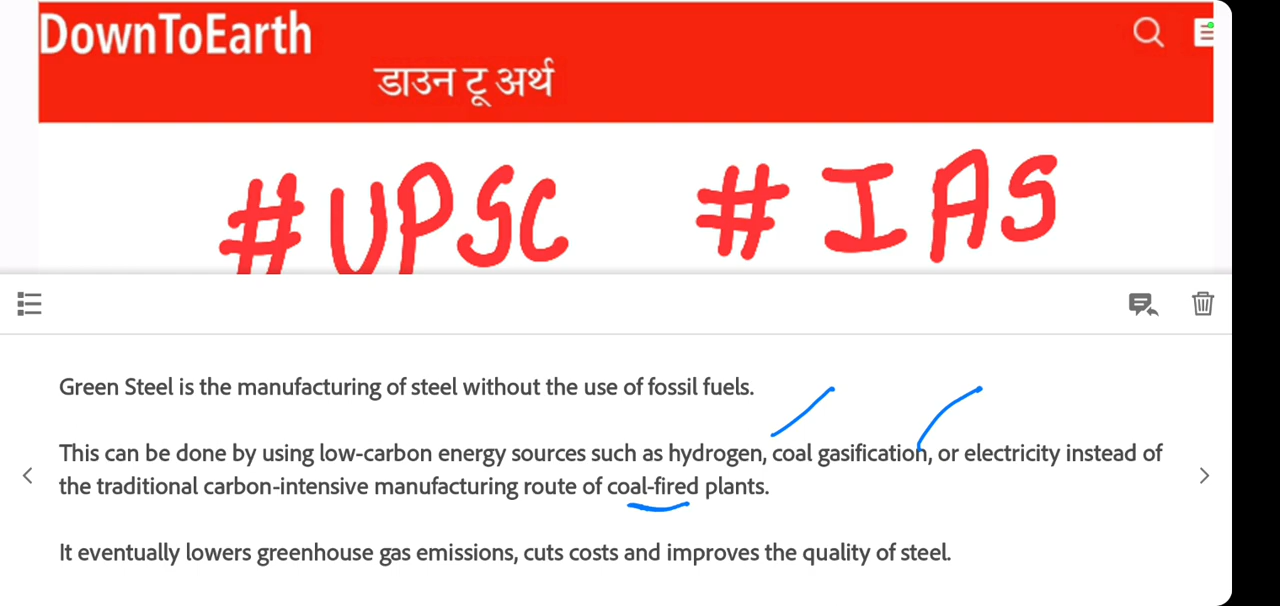 DownToEarth
डाउन टू अर्थ
#UPSC #IAS
Green Steel is the manufacturing of steel without the use of fossil fuels.
This can be done by using low-carbon energy sources such as hydrogen, coal gasification, or electricity instead of
the traditional carbon-intensive manufacturing route of coal-fired plants.
It eventually lowers greenhouse gas emissions, cuts costs and improves the quality of steel.